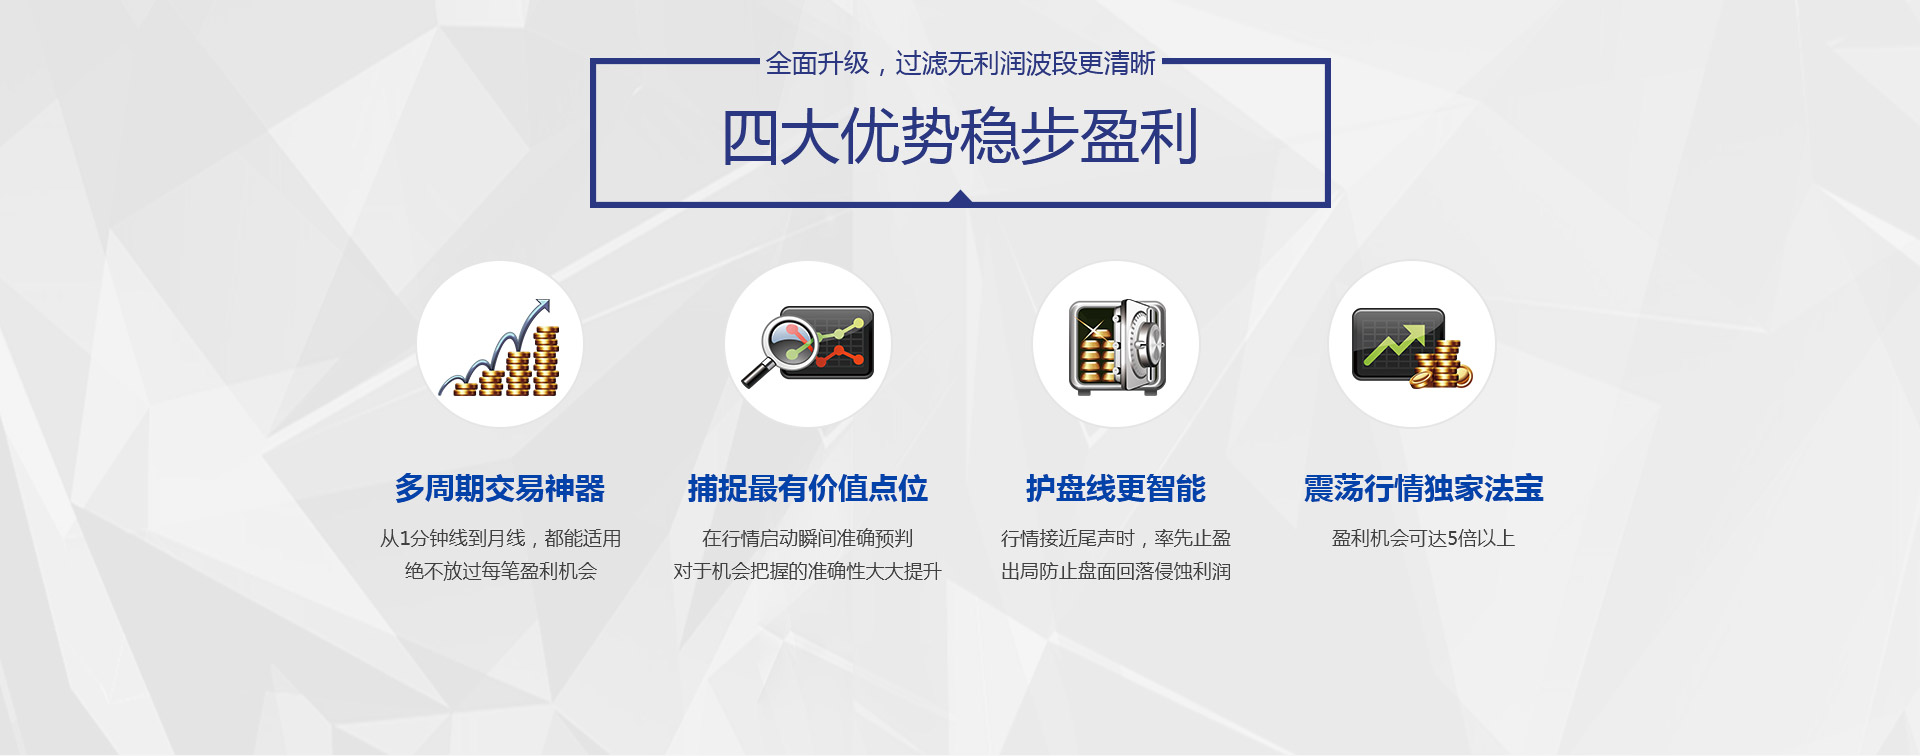 全面升级，过滤无利润波段更清晰
四大优势稳步盈利
多周期交易神器
从1分钟线到月线，都能适用
绝不放过每笔盈利机会
捕捉最有价值点位
在行情启动瞬间准确预判
对于机会把握的准确性大大提升
护盘线更智能
行情接近尾声时，率先止盈
出局防止盘面回落侵蚀利润
震荡行情独家法宝
盈利机会可达5倍以上